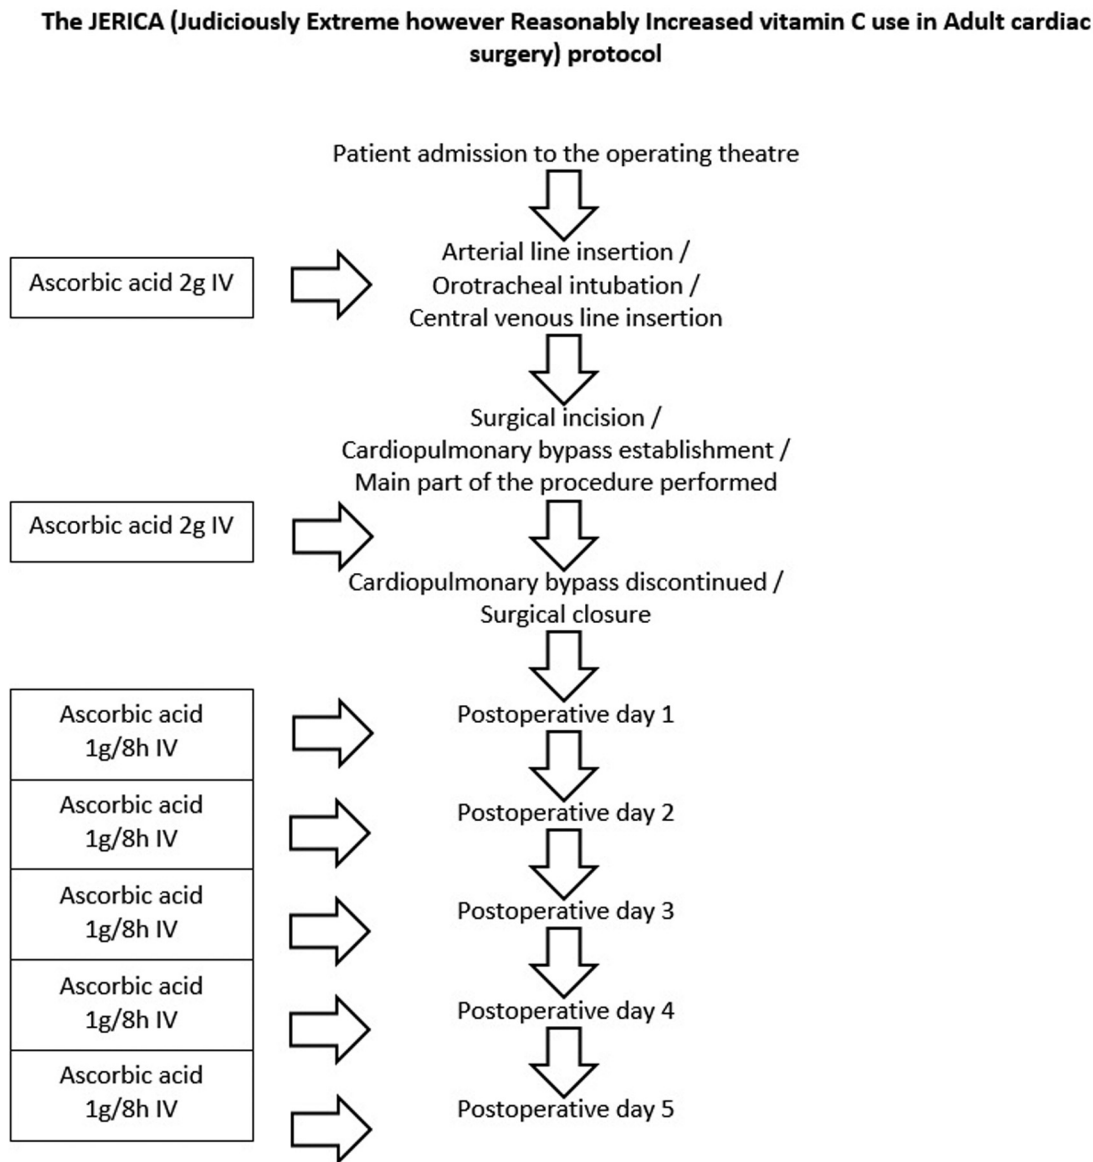 The JERICA (Judiciously Extreme however Reasonably Increased vitamin C use in Adult cardiac
surgery) protocol
Patient admission to the operating theatre
Ascorbic acid 2g IV
Arterial line insertion /
Orotracheal intubation /
Central venous line insertion
Surgical incision /
Cardiopulmonary bypass establishment /
Main part of the procedure performed
Ascorbic acid 2g IV
Cardiopulmonary bypass discontinued /
Surgical closure
Ascorbic acid
1g/8h IV
Postoperative day 1
Ascorbic acid
1g/8h IV
Postoperative day 2
Ascorbic acid
1g/8h IV
Postoperative day 3
Ascorbic acid
1g/8h IV
Postoperative day 4
Ascorbic acid
1g/8h IV
Postoperative day 5